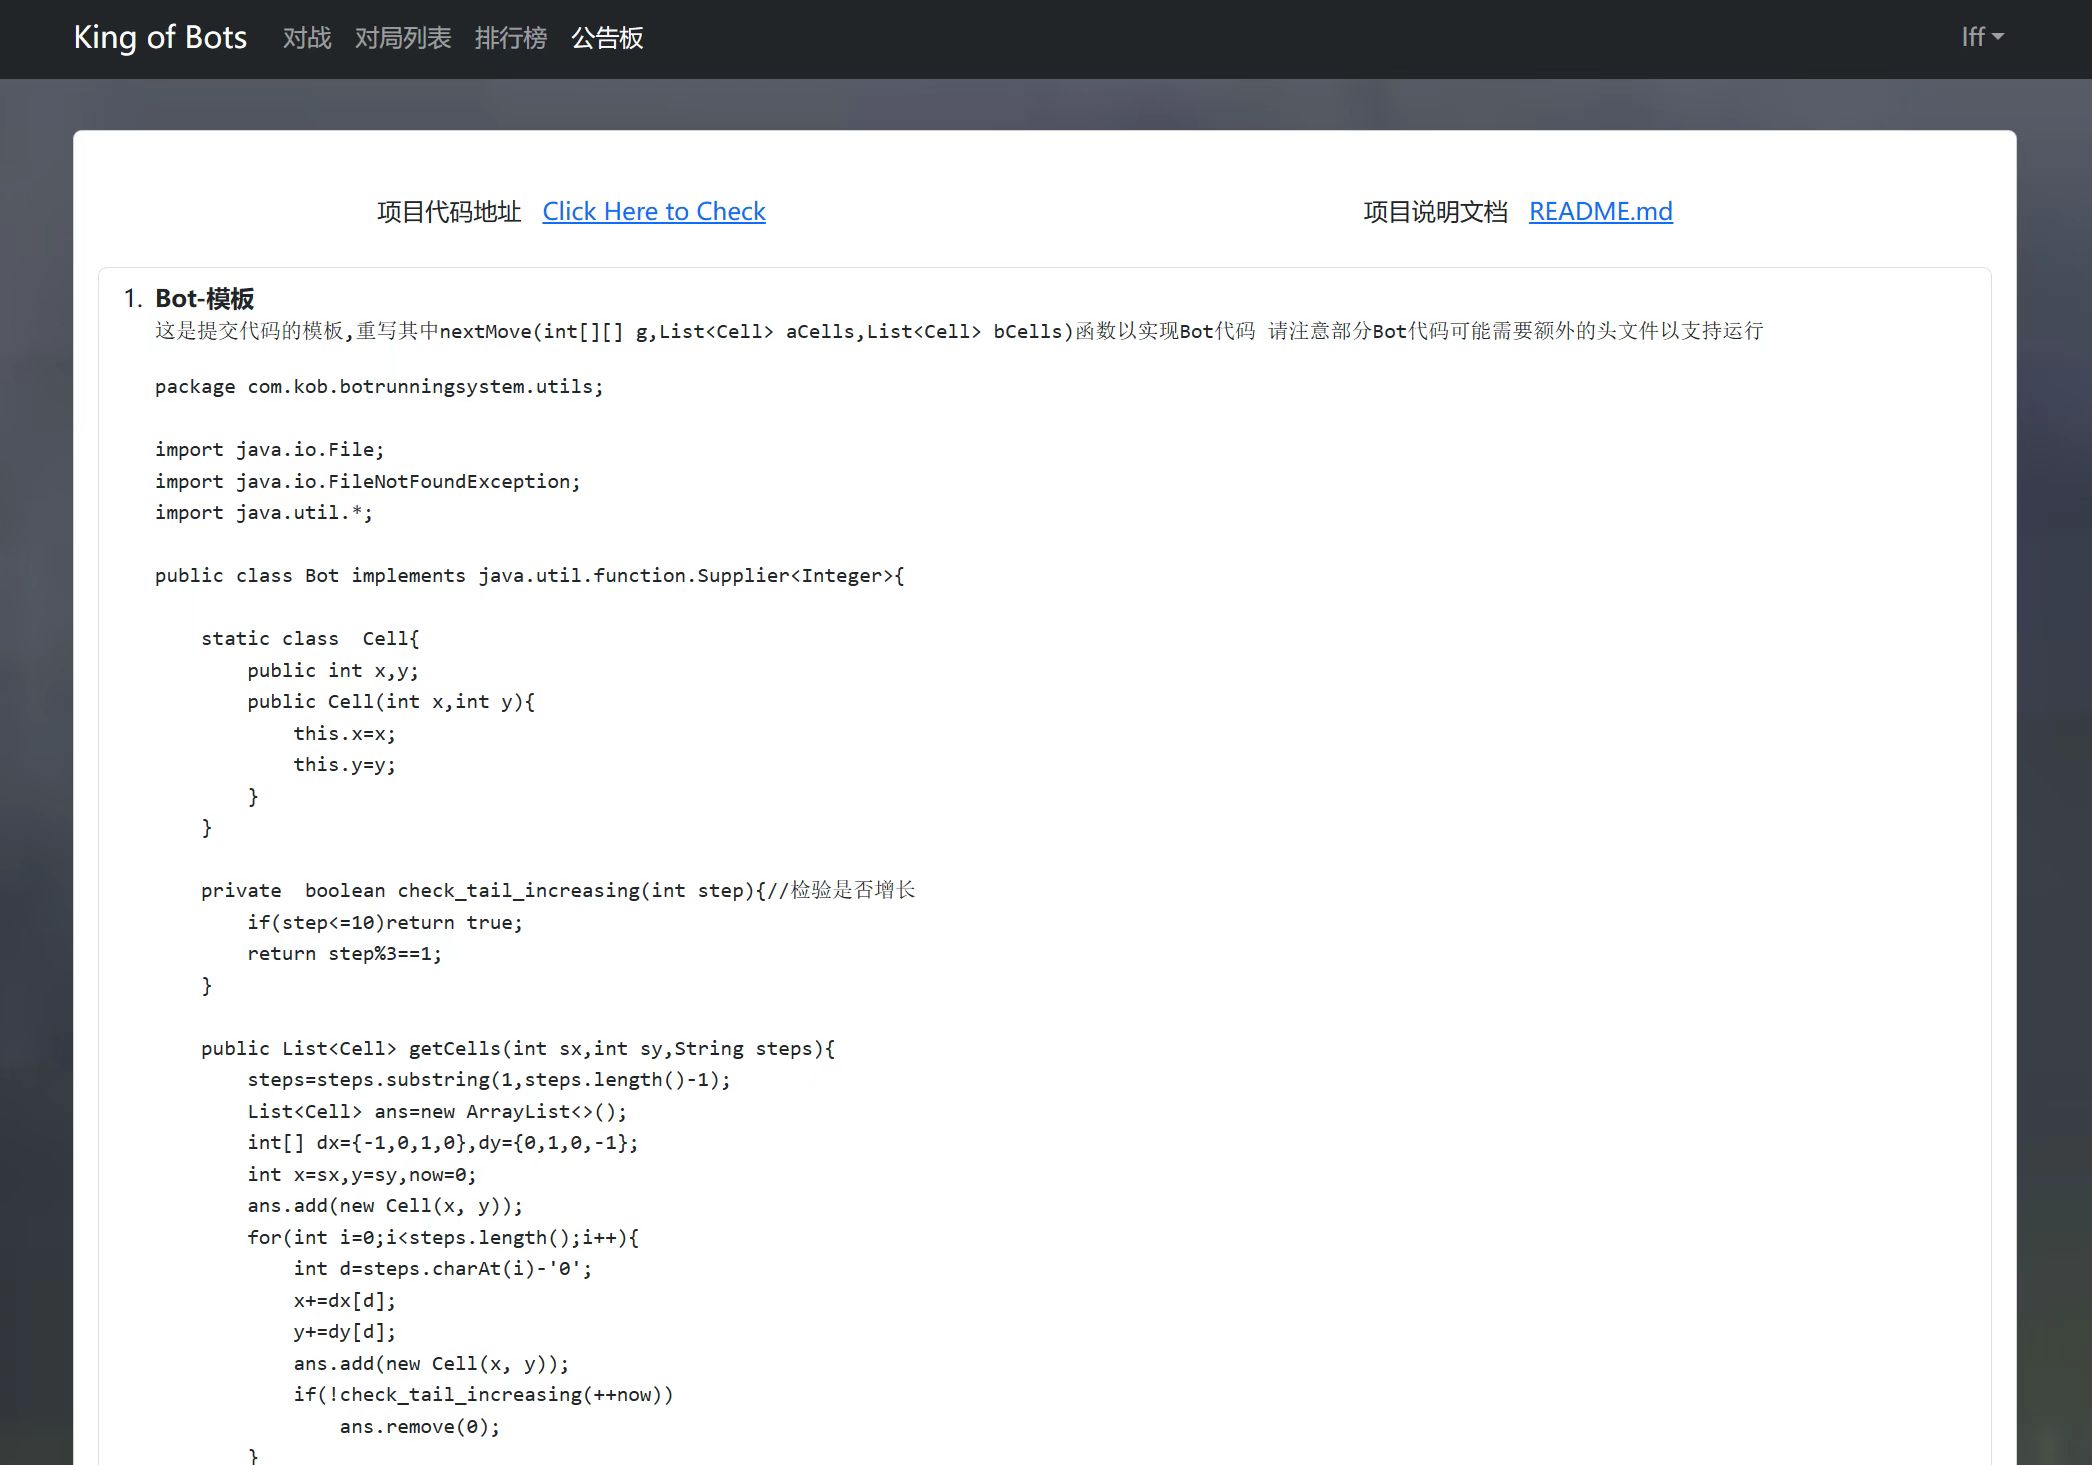 King of Bots 对战 对局列表 排行榜 公告板 lff
项目代码地址 Click Here to Check 项目说明文档 README.md
1. Bot-模板
这是提交代码的模板,重写其中nextMove(int[][] g,List<Cell> aCells,List<Cell> bCells)函数以实现Bot代码 请注意部分Bot代码可能需要额外的头文件以支持运行
package com.kob.botrunningsystem.utils;
import java.io.File;
import java.io.FileNotFoundException;
import java.util.*;
public class Bot implements java.util.function.Supplier<Integer>{
    static class  Cell{
        public int x,y;
        public Cell(int x,int y){
            this.x=x;
            this.y=y;
        }
    }
    private  boolean check_tail_increasing(int step){//检验是否增长
        if(step<=10)return true;
        return step%3==1;
    }
    public List<Cell> getCells(int sx,int sy,String steps){
        steps=steps.substring(1,steps.length()-1);
        List<Cell> ans=new ArrayList<>();
        int[] dx={-1,0,1,0},dy={0,1,0,-1};
        int x=sx,y=sy,now=0;
        ans.add(new Cell(x, y));
        for(int i=0;i<steps.length();i++){
            int d=steps.charAt(i)-'0';
            x+=dx[d];
            y+=dy[d];
            ans.add(new Cell(x, y));
            if(!check_tail_increasing(++now))
                ans.remove(0);
        }